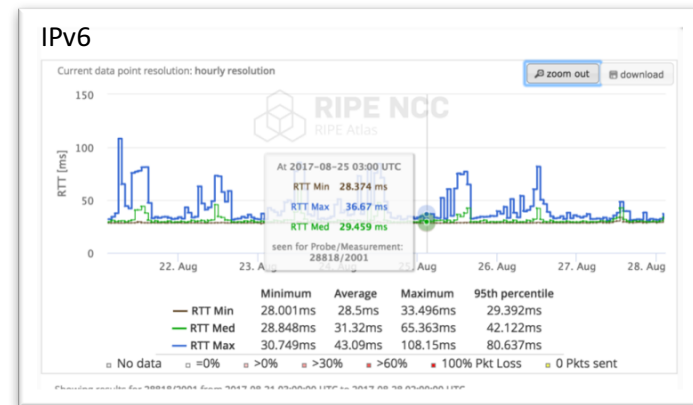 IPv6
Current data point resolution: hourly resolution
zoom out
download
RIPE NCC
RIPE Atlas
150
100
50
0
RTT [ms]
At 2017-08-25 03:00 UTC
RTT Min 28.374 ms
RTT Max 36.67 ms
RTT Med 29.459 ms
seen for Probe/Measurement:
28818/2001
22. Aug 23. 25. Aug 26. Aug 27. Aug 28. Aug
Minimum Average Maximum 95th percentile
RTT Min 28.001ms 28.5ms 33.496ms 29.392ms
RTT Med 28.848ms 31.32ms 65.363ms 42.122ms
RTT Max 30.749ms 43.09ms 108.15ms 80.637ms
No data =0% >0% >30% >60% 100% Pkt Loss 0 Pkts sent